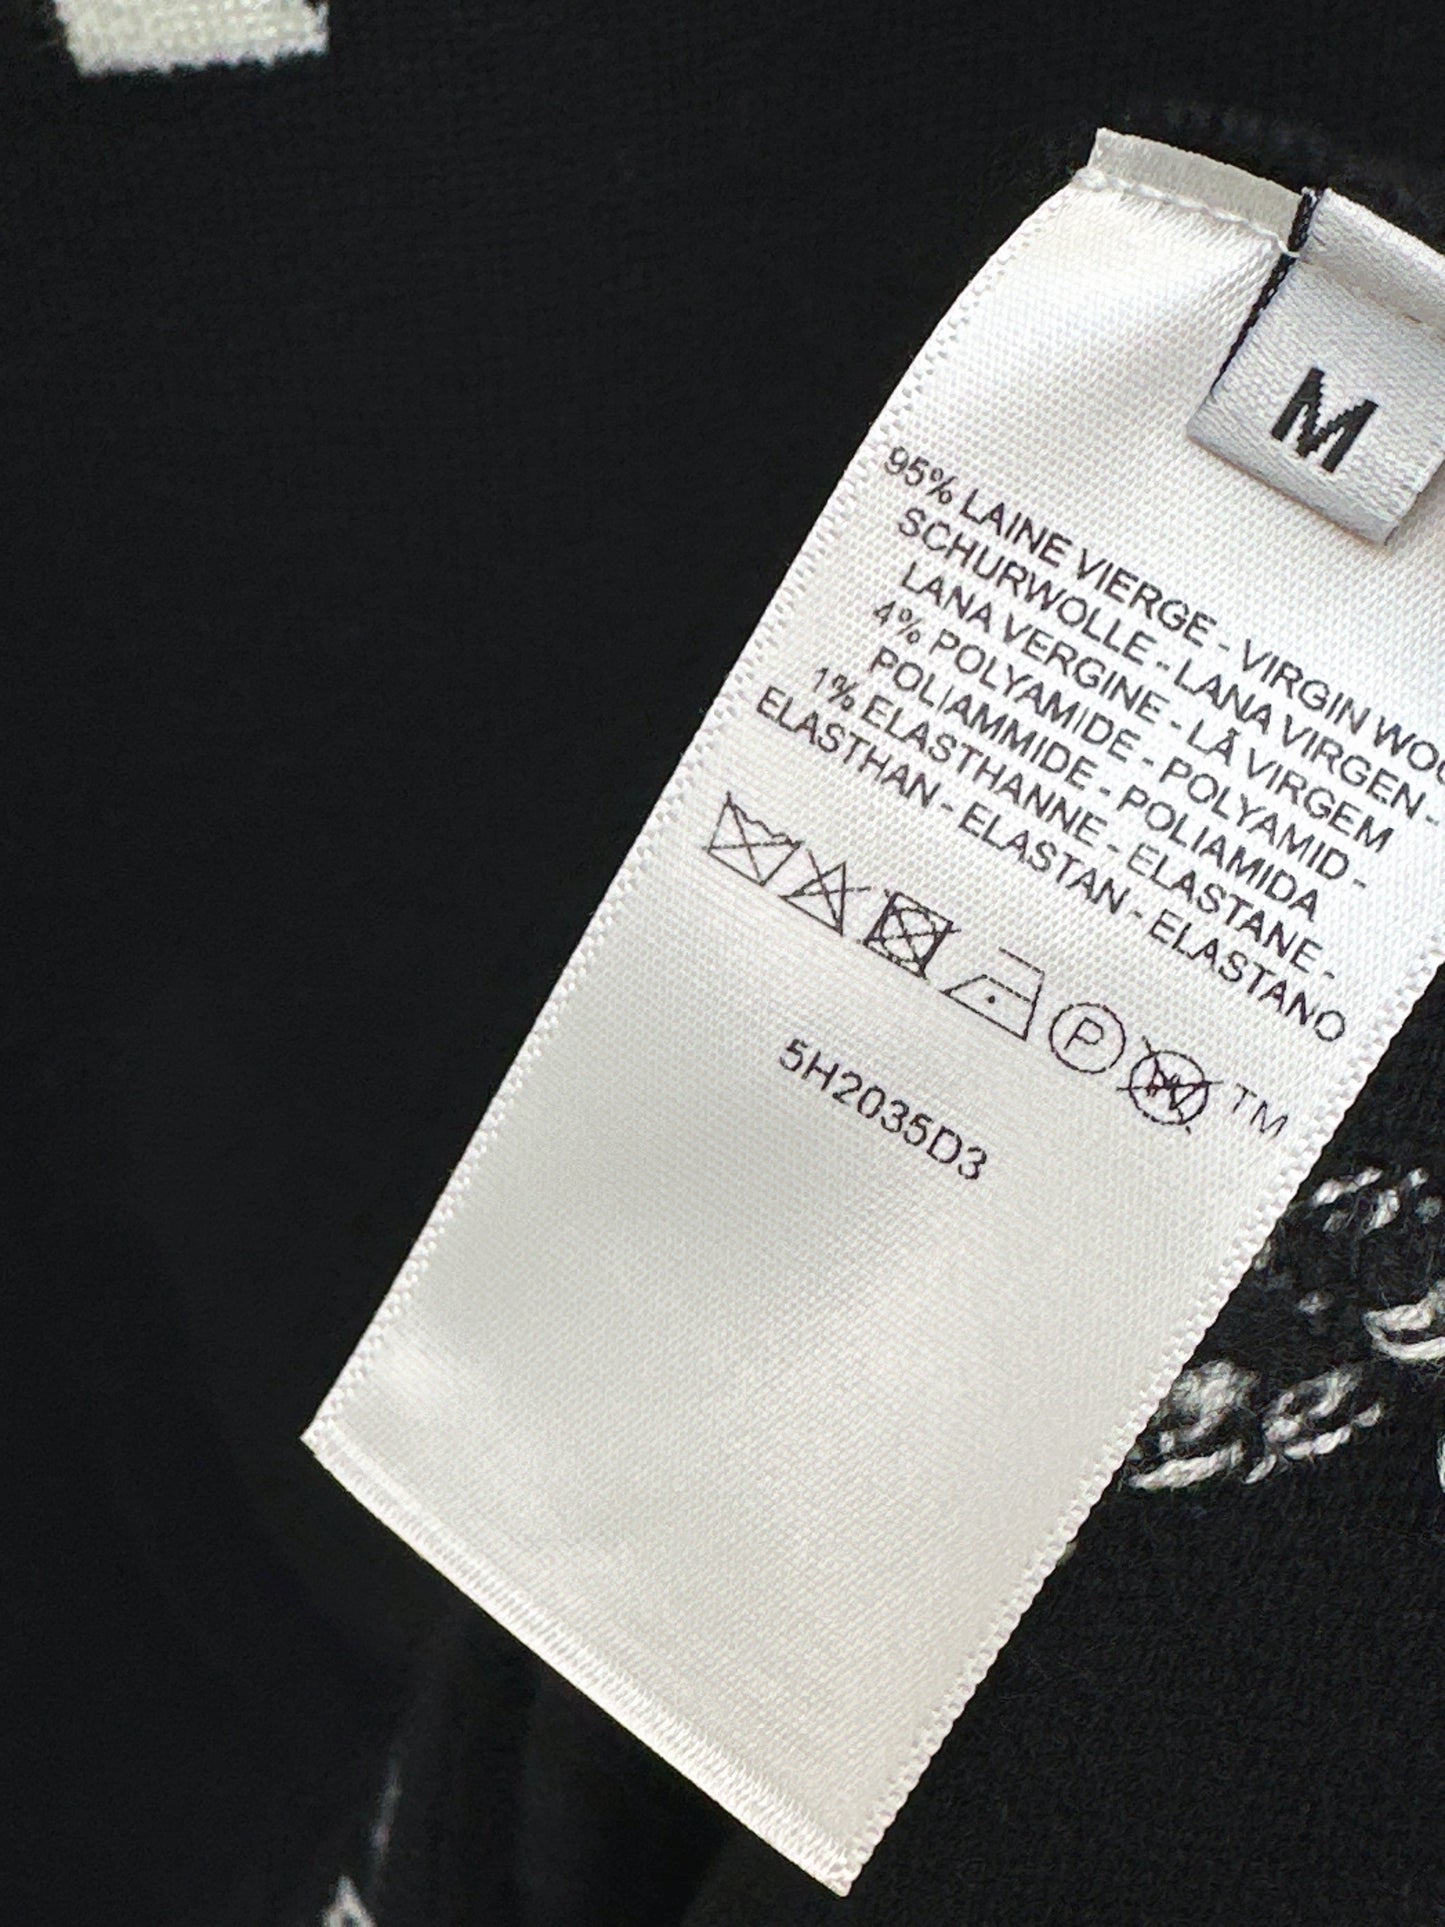 M
95% LAINE VIERGE - VIRGIN WOO
SCHURWOLLE - LANA VIRGEN -
LANA VERGINE - LÃ VIRGEM
4% POLYAMIDE - POLYAMID -
POLIAMMIDE - POLIAMIDA
1% ELASTHANNE - ELASTANE -
ELASTHAN - ELASTAN - ELASTANO
P W TM
5H2035D3